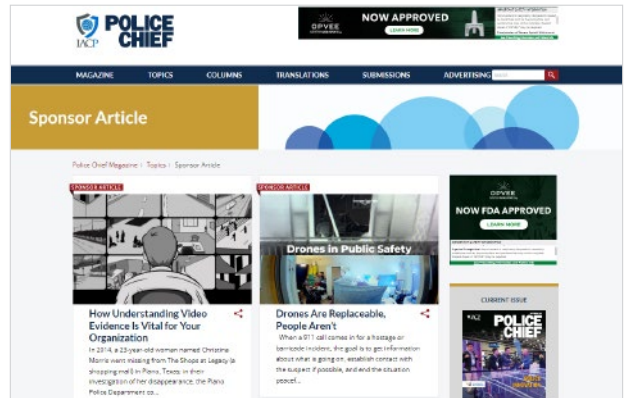 IACP
POLICE
CHIEF
OPVEE
NOW APPROVED
LEARN MORE
MAGAZINE
TOPICS
COLUMNS
TRANSLATIONS
SUBMISSIONS
ADVERTISING
Sponsor Article
Police Chief Magazine
Topics
Sponsor Article
SPONSOR ARTICLE
How Understanding Video
Evidence Is Vital for Your
Organization
In 2014, a 23-year-old woman named Christina
Morris went missing from The Shops at Legacy (a
shopping mall) in Plano, Texas. In their
investigation of her disappearance, the Plano
Police Department co...
SPONSOR ARTICLE
Drones in Public Safety
Drones Are Replaceable,
People Aren't
When a 911 call comes in for a hostage or
barricade incident, the goal is to get information
about what is going on, establish contact with
the suspect if possible, and end the situation
peacef...
OPVEE
NOW FDA APPROVED
LEARN MORE
CURRENT ISSUE
POLICE
CHIEF